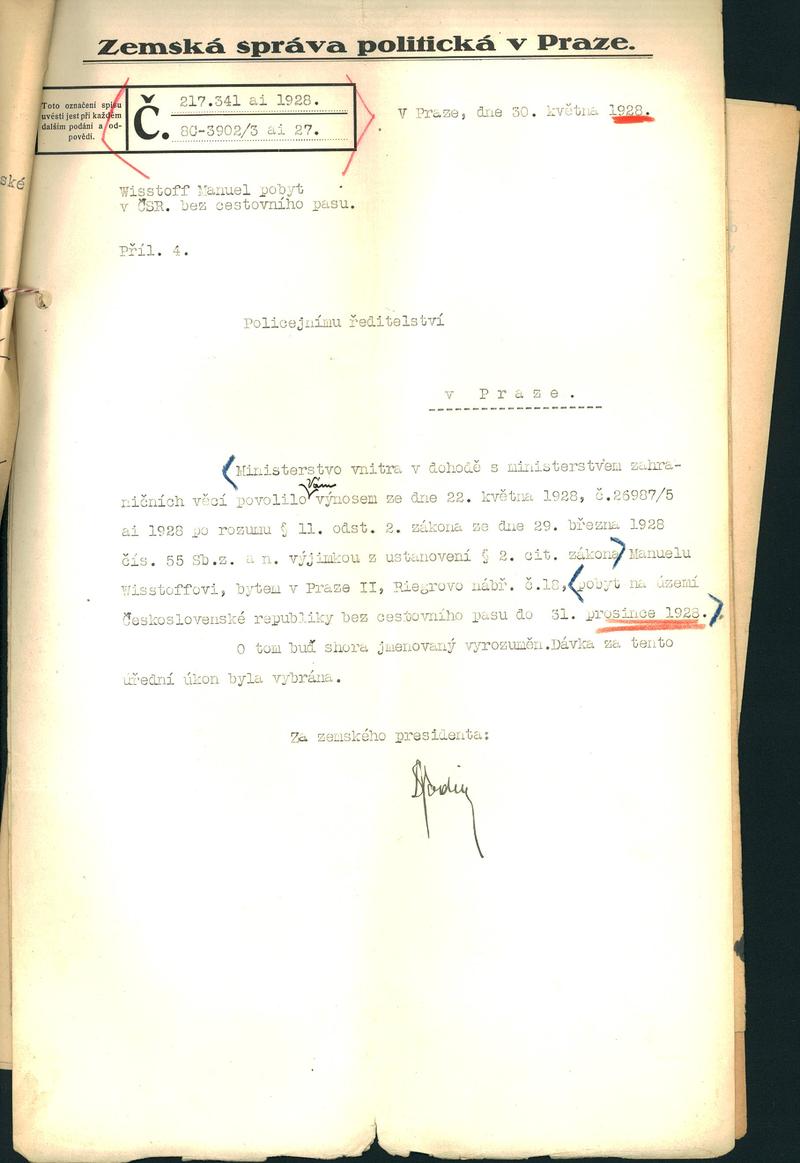 Zemská správa politická v Praze.
Toto označení spisu
uvésti jest při každém
dalším podání a od-
povědi.
Č.
217.341 ai 1928.
8C-3902/3 ai 27.
V Praze, dne 30. května 1928.
Wisstoff Manuel pobyt
v ČSR. bez cestovního pasu.
Příl. 4.
Policejnímu ředitelství
v Praze.
Ministerstvo vnitra v dohodě s ministerstvem zahra-
Vám
ničních věcí povolilo výnosem ze dne 22. května 1928, č.26987/5
ai 1928 po rozumu § 11. odst. 2. zákona ze dne 29. března 1928
čís. 55 Sb.z. a n. výjimkou z ustanovení § 2. cit. zákona Manuelu
Wisstoffovi, bytem v Praze II, Riegrovo nábř. č.18, pobyt na území
Československé republiky bez cestovního pasu do 31. prosince 1928.
O tom buď shora jmenovaný vyrozuměn.Dávka za tento
úřední úkon byla vybrána.
Za zemského presidenta: